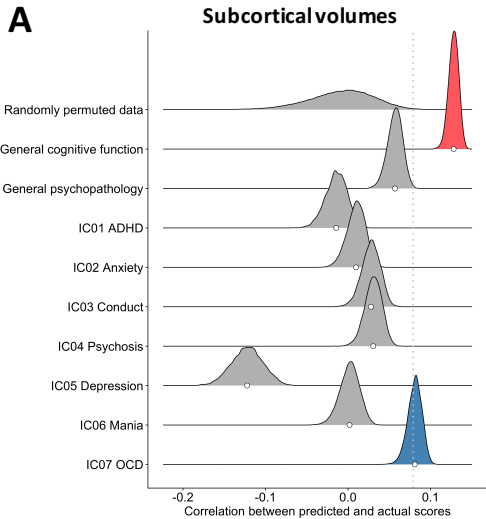 A
Subcortical volumes
Randomly permuted data
General cognitive function
General psychopathology
IC01 ADHD
IC02 Anxiety
IC03 Conduct
IC04 Psychosis
IC05 Depression
IC06 Mania
IC07 OCD
-0.2 -0.1 0.0 0.1
Correlation between predicted and actual scores